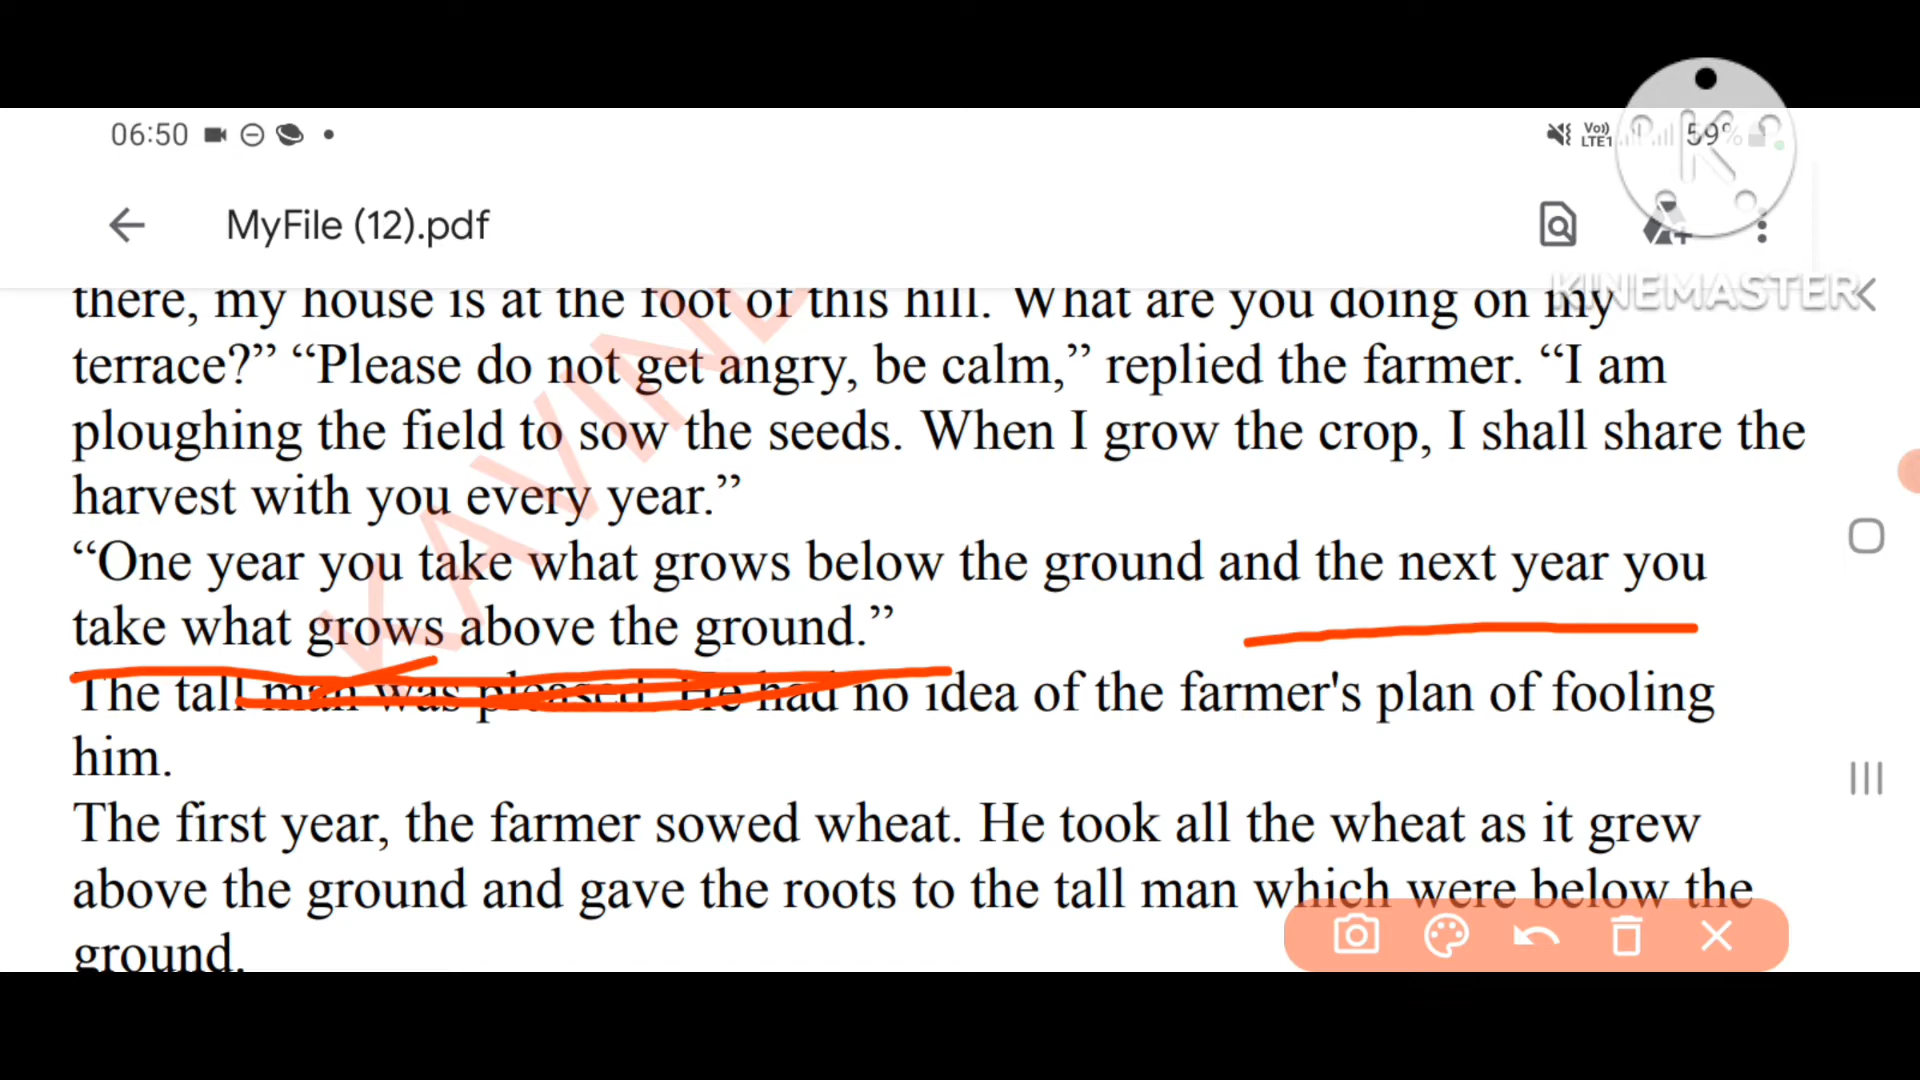 06:50
Vo)
LTE1
59%
MyFile (12).pdf
KINEMASTER
there, my house is at the foot of this hill. What are you doing on my
terrace?” “Please do not get angry, be calm,” replied the farmer. “I am
ploughing the field to sow the seeds. When I grow the crop, I shall share the
harvest with you every year.”
“One year you take what grows below the ground and the next year you
take what grows above the ground.”
The tall man was pleased. He had no idea of the farmer's plan of fooling
him.
The first year, the farmer sowed wheat. He took all the wheat as it grew
above the ground and gave the roots to the tall man which were below the
ground.
KAVINE
K